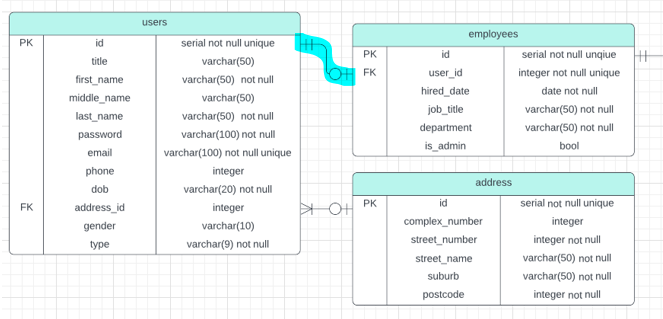 users
PK id serial not null unique
title varchar(50)
first_name varchar(50) not null
middle_name varchar(50)
last_name varchar(50) not null
password varchar(100) not null
email varchar(100) not null unique
phone integer
dob varchar(20) not null
FK address_id integer
gender varchar(10)
type varchar(9) not null
employees
PK id serial not null unqiue
FK user_id integer not null unique
hired_date date not null
job_title varchar(50) not null
department varchar(50) not null
is_admin bool
address
PK id serial not null unique
complex_number integer
street_number integer not null
street_name varchar(50) not null
suburb varchar(50) not null
postcode integer not null